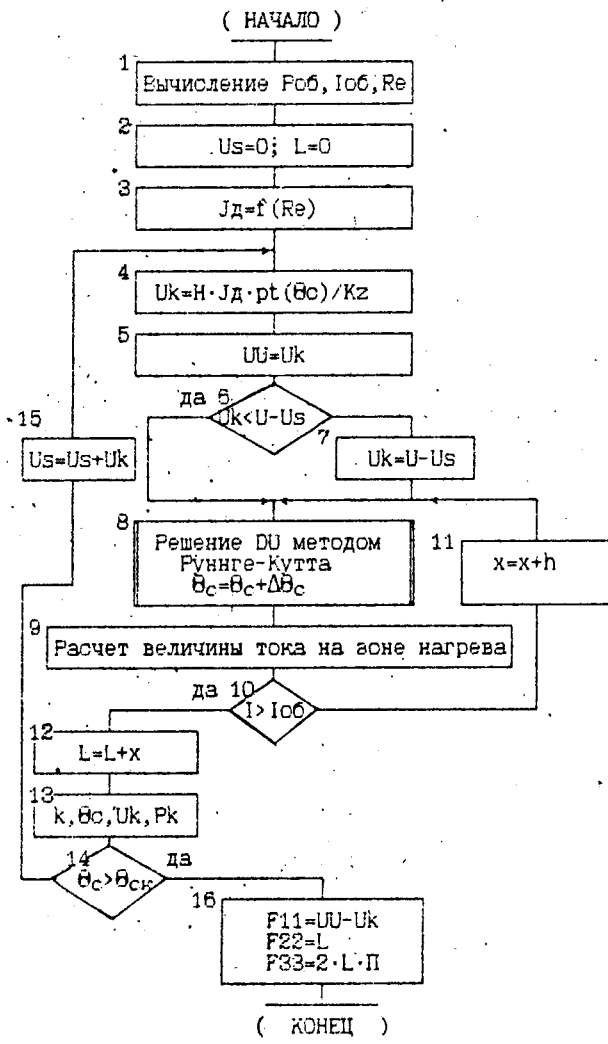 ( НАЧАЛО )
1
Вычисление Pоб, Iоб, Re
2
Us=0; L=0
3
Jд=f(Re)
4
Uk=H·Jд·pt(θc)/Kz
5
UU=Uk
да 6
Uk<U-Us
7
Uk=U-Us
15
Us=Us+Uk
8
Решение DU методом
Руннге-Кутта
θc=θc+Δθc
11
x=x+h
9
Расчет величины тока на зоне нагрева
да 10
I>Iоб
12
L=L+x
13
k,θc,Uk,Pk
14
θc>θcк
да
16
F11=UU-Uk
F22=L
F33=2·L·П
( КОНЕЦ )